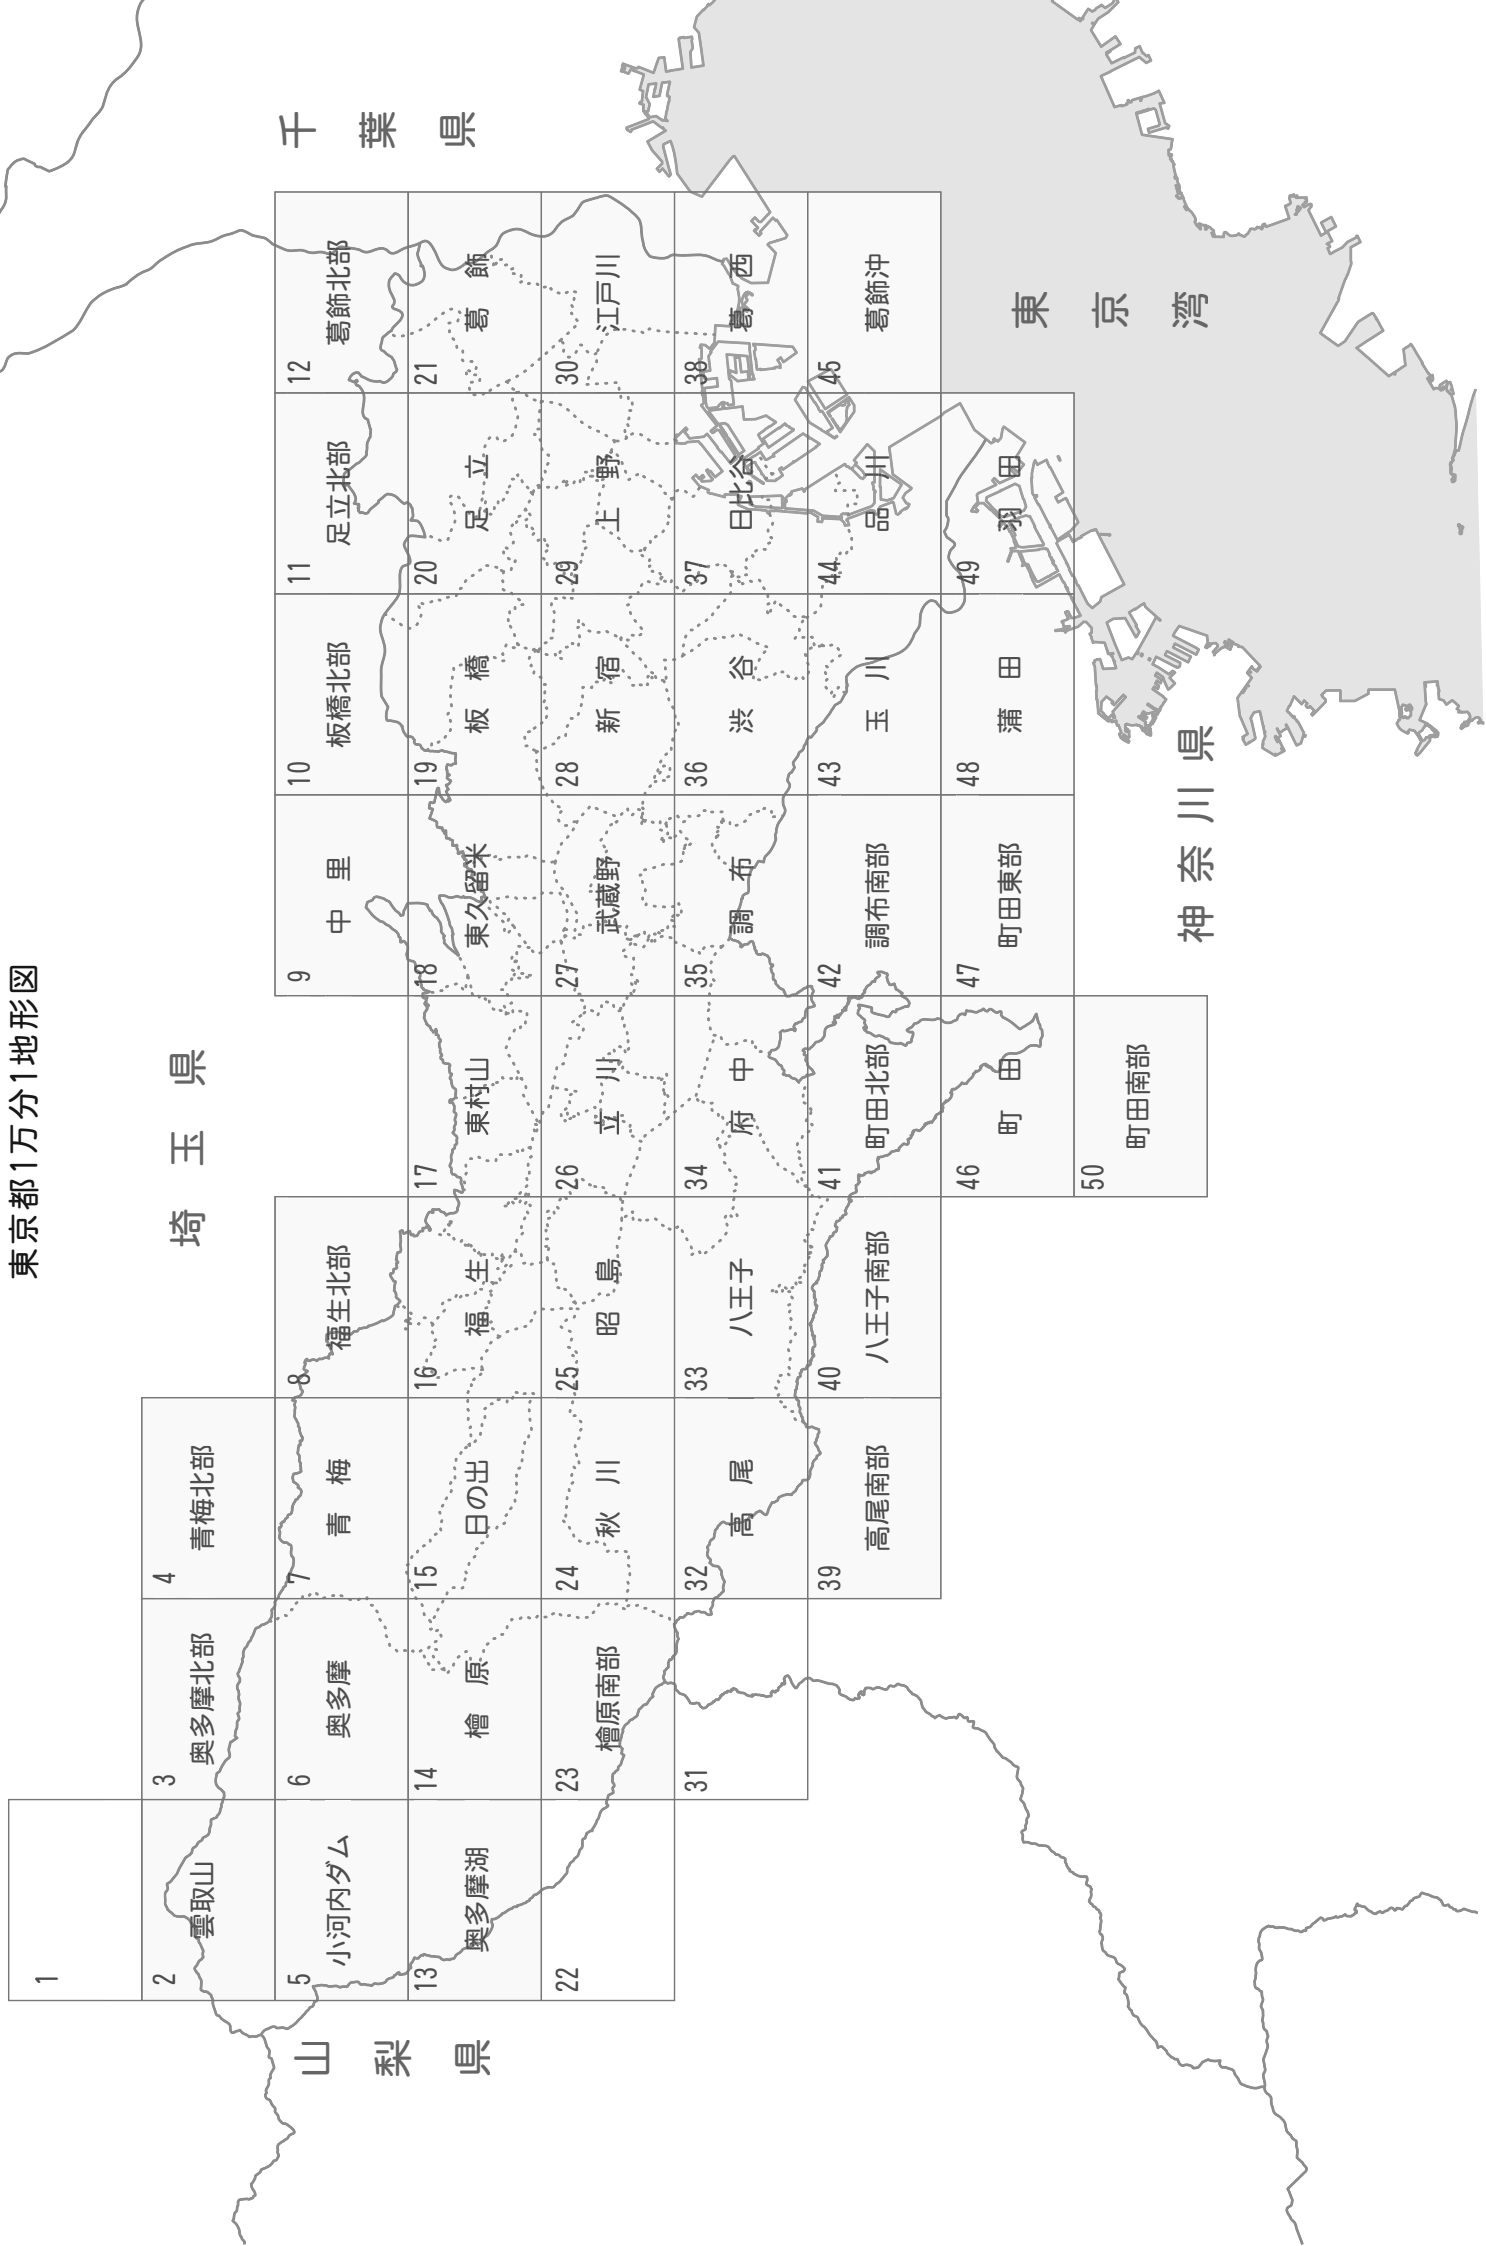 東京都1万分1地形図
埼玉県
千葉県
山梨県
神奈川県
東京湾
1
2 雲取山
3 奥多摩北部
4 青梅北部
5 小河内ダム
6 奥多摩
7 青梅
8 福生北部
9 中里
10 板橋北部
11 足立北部
12 葛飾北部
13 奥多摩湖
14 檜原
15 日の出
16 福生
17 東村山
18 東久留米
19 板橋
20 足立
21 葛飾
22
23 檜原南部
24 秋川
25 昭島
26 立川
27 武蔵野
28 新宿
29 上野
30 江戸川
31
32 高尾
33 八王子
34 府中
35 調布
36 渋谷
37 日比谷
38 葛西
39 高尾南部
40 八王子南部
41 町田北部
42 調布南部
43 玉川
44 品川
45 葛飾沖
46 町田
47 町田東部
48 蒲田
49 羽田
50 町田南部